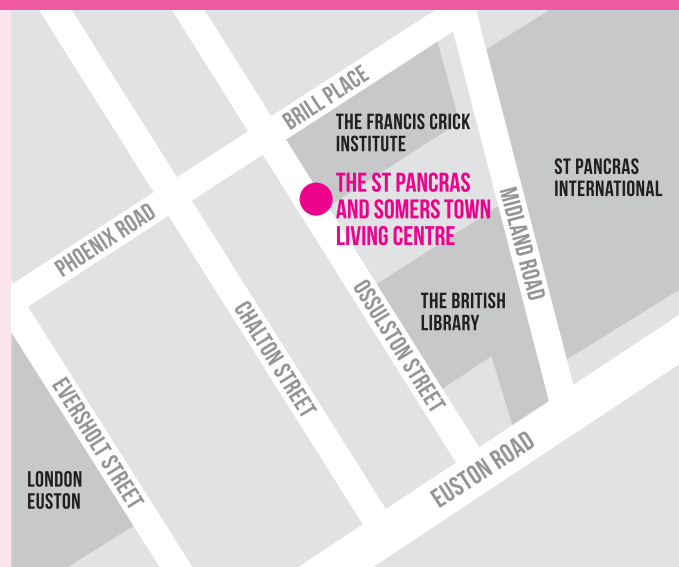 BRILL PLACE
THE FRANCIS CRICK
INSTITUTE
ST PANCRAS
INTERNATIONAL
THE ST PANCRAS
AND SOMERS TOWN
LIVING CENTRE
MIDLAND ROAD
PHOENIX ROAD
THE BRITISH
LIBRARY
OSSULSTON STREET
CHALTON STREET
EVERSHOLT STREET
EUSTON ROAD
LONDON
EUSTON